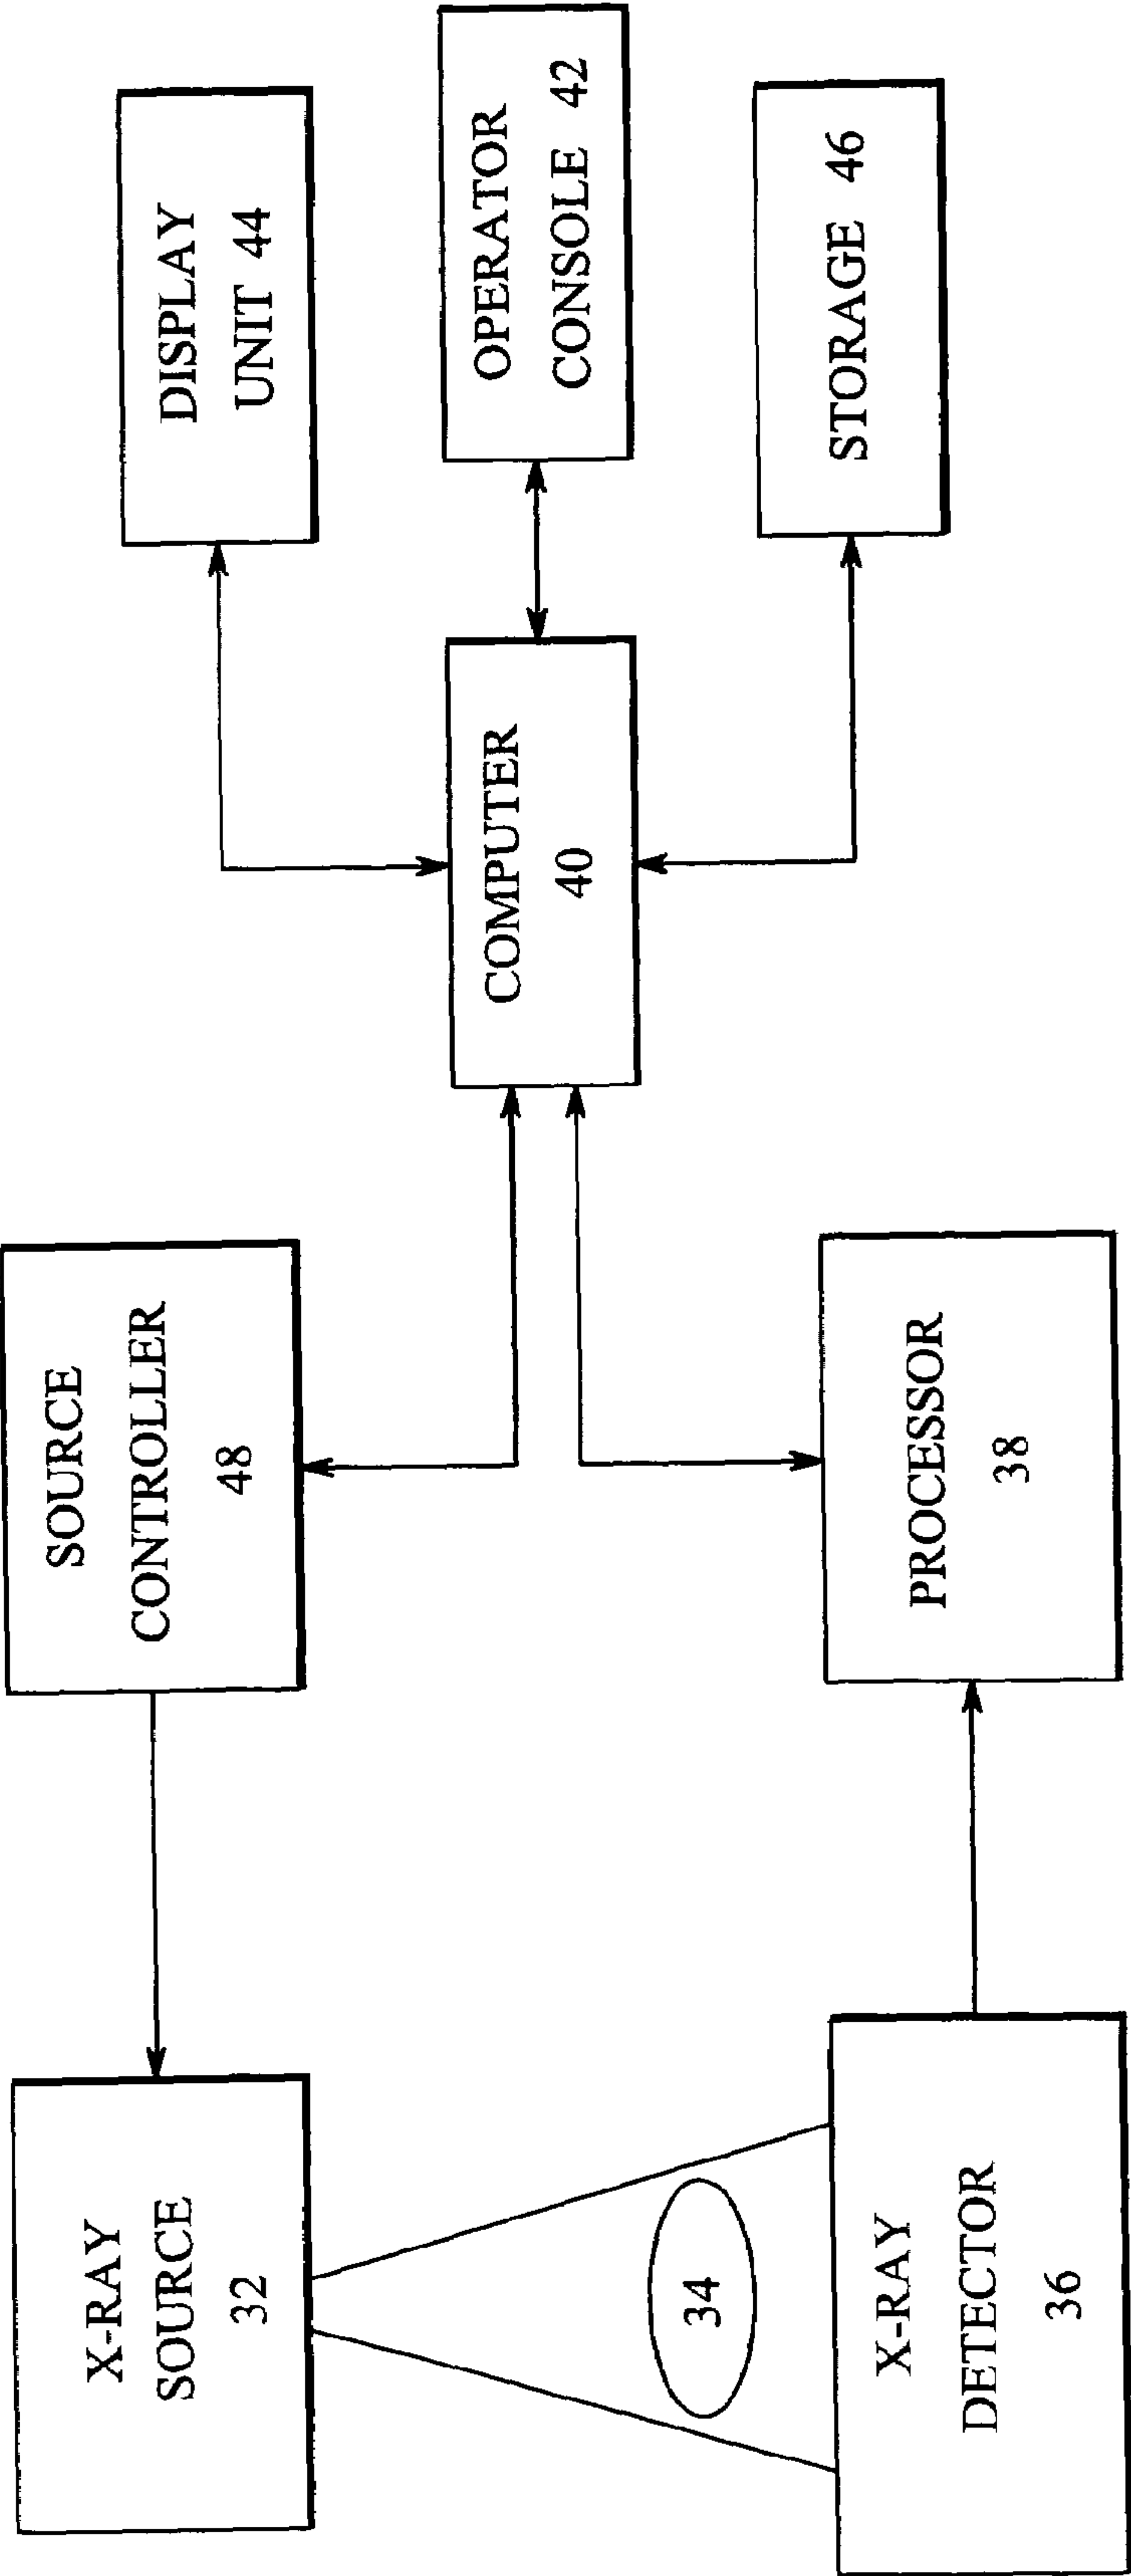 X-RAY
SOURCE
32
SOURCE
CONTROLLER
48
DISPLAY
UNIT 44
COMPUTER
40
OPERATOR
CONSOLE 42
34
X-RAY
DETECTOR
36
PROCESSOR
38
STORAGE 46